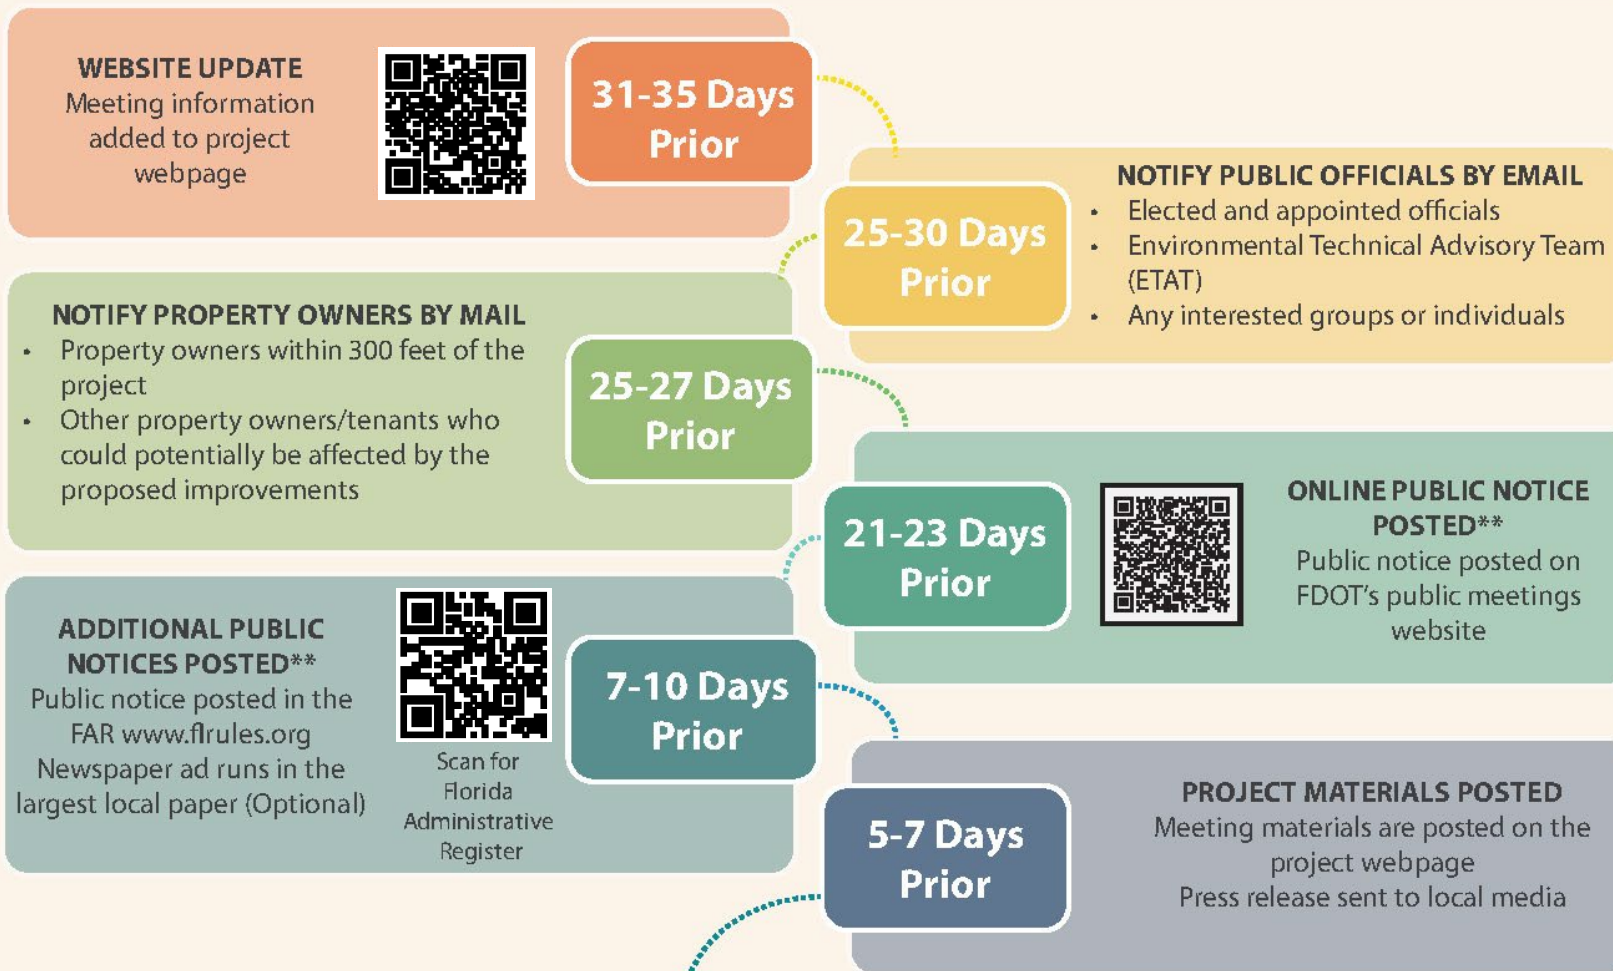 WEBSITE UPDATE
Meeting information
added to project
webpage
31-35 Days
Prior
NOTIFY PUBLIC OFFICIALS BY EMAIL
• Elected and appointed officials
• Environmental Technical Advisory Team
(ETAT)
• Any interested groups or individuals
25-30 Days
Prior
NOTIFY PROPERTY OWNERS BY MAIL
• Property owners within 300 feet of the
project
• Other property owners/tenants who
could potentially be affected by the
proposed improvements
25-27 Days
Prior
ONLINE PUBLIC NOTICE
POSTED**
Public notice posted on
FDOT's public meetings
website
21-23 Days
Prior
ADDITIONAL PUBLIC
NOTICES POSTED**
Public notice posted in the
FAR www.flrules.org
Newspaper ad runs in the
largest local paper (Optional)
Scan for
Florida
Administrative
Register
7-10 Days
Prior
PROJECT MATERIALS POSTED
Meeting materials are posted on the
project webpage
Press release sent to local media
5-7 Days
Prior